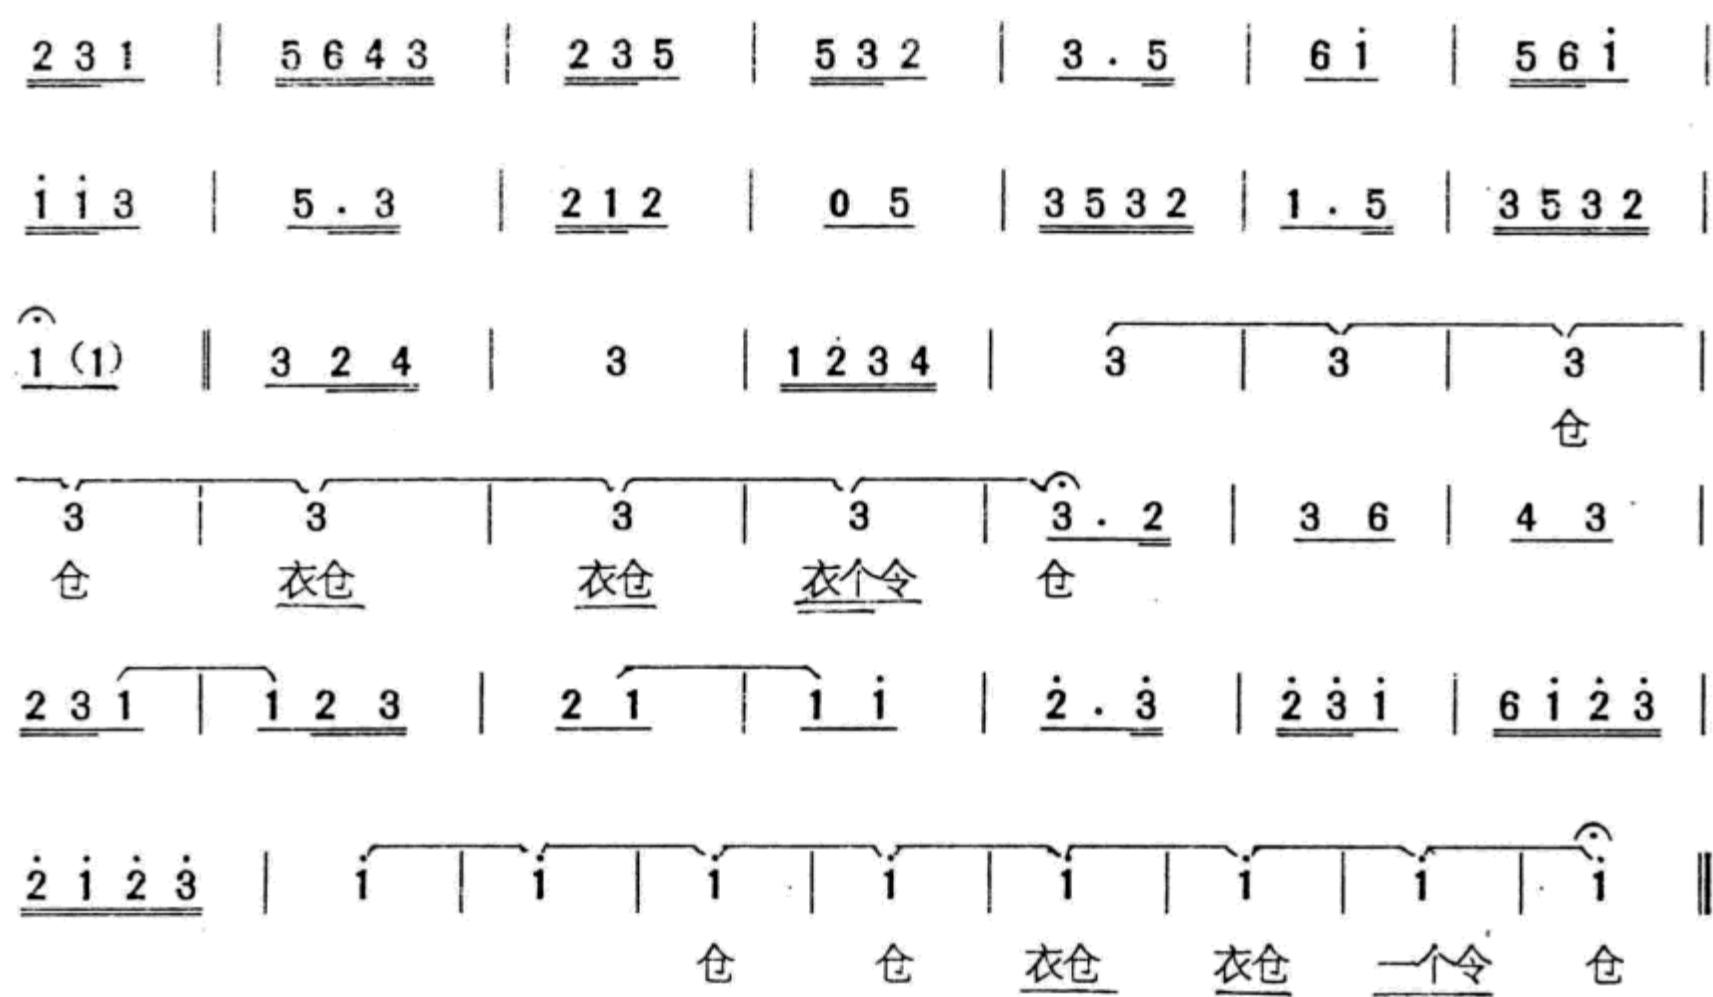 2 3 1 | 5 6 4 3 | 2 3 5 | 5 3 2 | 3 . 5 | 6 1̇ | 5 6 1̇ |
1̇ 1̇ 3 | 5 . 3 | 2 1 2 | 0 5 | 3 5 3 2 | 1 . 5 | 3 5 3 2 |
1 (1) ‖ 3 2 4 | 3 | 1 2 3 4 | 3 | 3 | 3 |
仓
3 | 3 | 3 | 3 | 3 . 2 | 3 6 | 4 3 |
仓 衣仓 衣仓 衣个令 仓
2 3 1 | 1 2 3 | 2 1 | 1 1̇ | 2̇ . 3̇ | 2̇ 3̇ 1̇ | 6 1̇ 2̇ 3̇ |
2̇ 1̇ 2̇ 3̇ | 1̇ | 1̇ | 1̇ | 1̇ | 1̇ | 1̇ | 1̇ | 1̇ ‖
仓 仓 衣仓 衣仓 一个令 仓